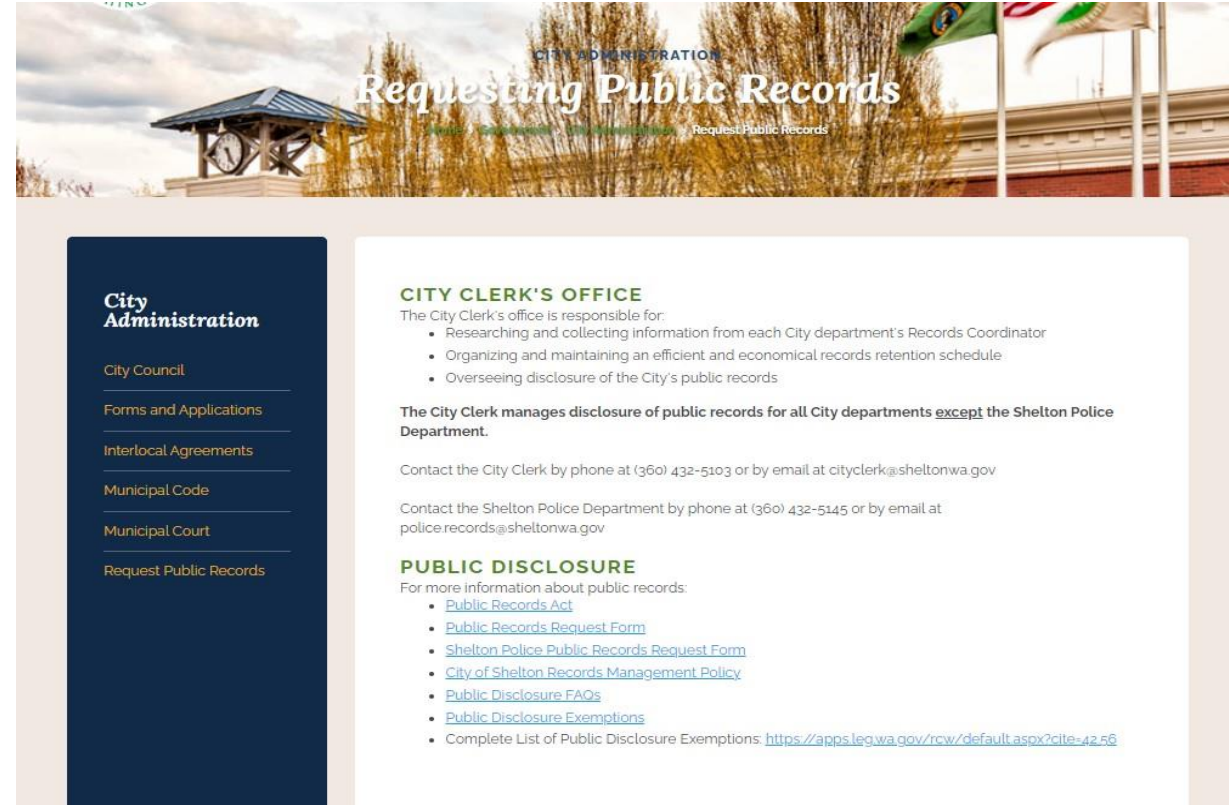 CITY ADMINISTRATION
Requesting Public Records
Request Public Records
City
Administration
City Council
Forms and Applications
Interlocal Agreements
Municipal Code
Municipal Court
Request Public Records
CITY CLERK'S OFFICE
The City Clerk's office is responsible for:
• Researching and collecting information from each City department's Records Coordinator
• Organizing and maintaining an efficient and economical records retention schedule
• Overseeing disclosure of the City's public records
The City Clerk manages disclosure of public records for all City departments except the Shelton Police
Department.
Contact the City Clerk by phone at (360) 432-5103 or by email at cityclerk@sheltonwa.gov
Contact the Shelton Police Department by phone at (360) 432-5145 or by email at
police.records@sheltonwa.gov
PUBLIC DISCLOSURE
For more information about public records:
• Public Records Act
• Public Records Request Form
• Shelton Police Public Records Request Form
• City of Shelton Records Management Policy
• Public Disclosure FAQs
• Public Disclosure Exemptions
• Complete List of Public Disclosure Exemptions: https://apps.leg.wa.gov/rcw/default.aspx?cite=42.56